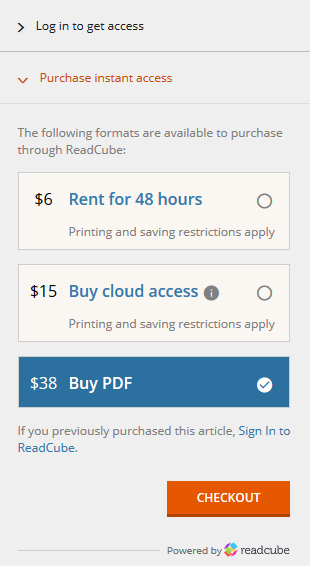 Log in to get access
Purchase instant access
The following formats are available to purchase
through ReadCube:
$6 Rent for 48 hours
Printing and saving restrictions apply
$15 Buy cloud access i
Printing and saving restrictions apply
$38 Buy PDF
If you previously purchased this article, Sign In to
ReadCube.
CHECKOUT
Powered by readcube